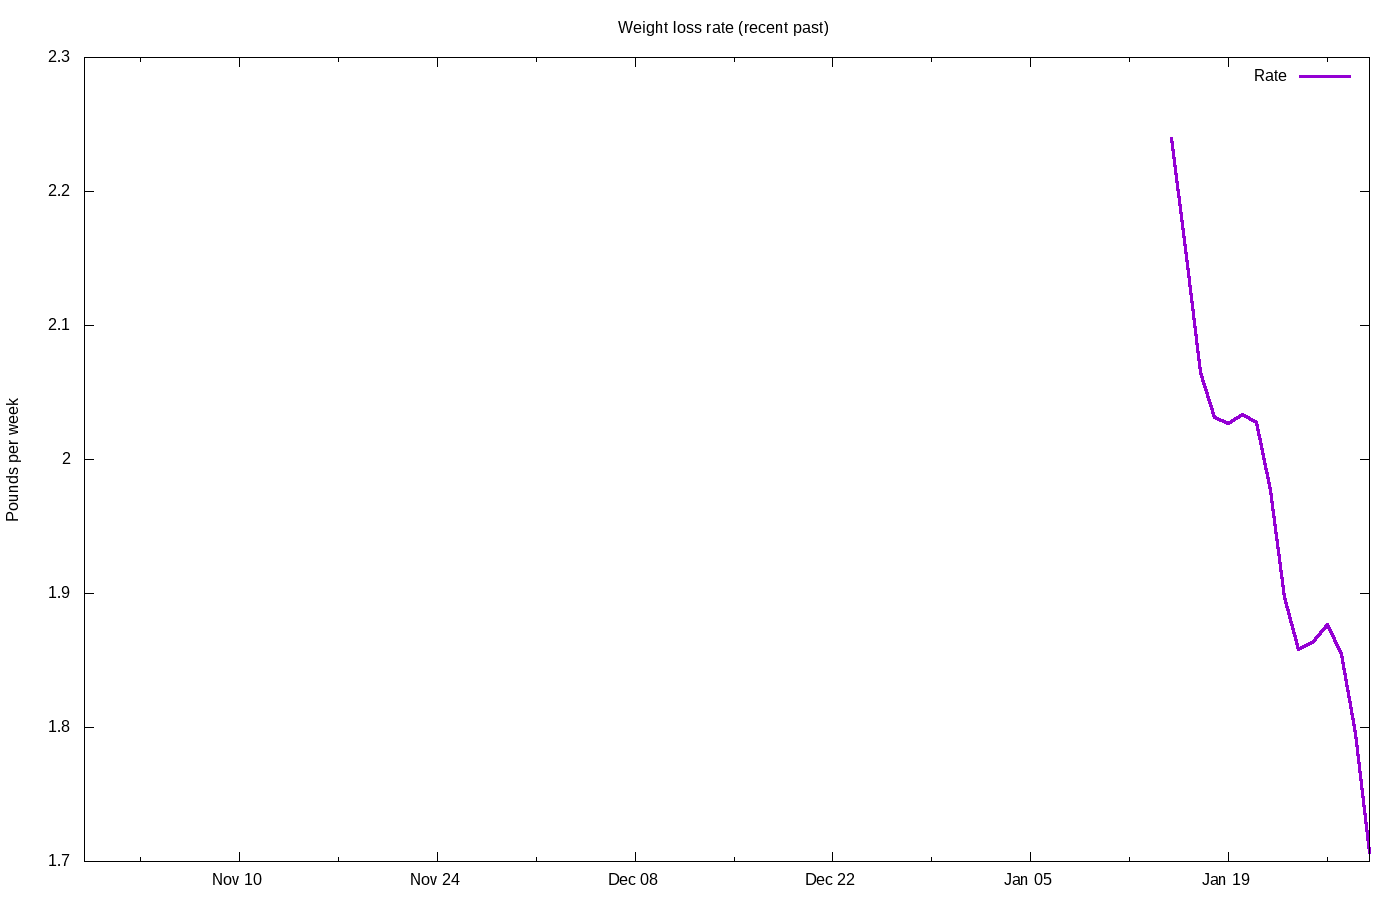 Weight loss rate (recent past)
Rate
Pounds per week
2.3
2.2
2.1
2
1.9
1.8
1.7
Nov 10
Nov 24
Dec 08
Dec 22
Jan 05
Jan 19